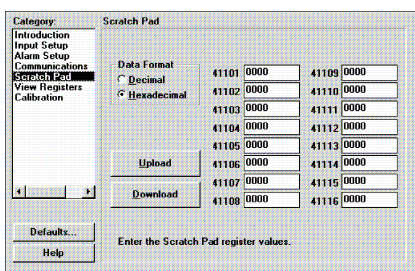 Category:
Introduction
Input Setup
Alarm Setup
Communications
Scratch Pad
View Registers
Calibration
Defaults...
Help
Scratch Pad
Data Format
Decimal
Hexadecimal
Upload
Download
41101 0000
41102 0000
41103 0000
41104 0000
41105 0000
41106 0000
41107 0000
41108 0000
41109 0000
41110 0000
41111 0000
41112 0000
41113 0000
41114 0000
41115 0000
41116 0000
Enter the Scratch Pad register values.